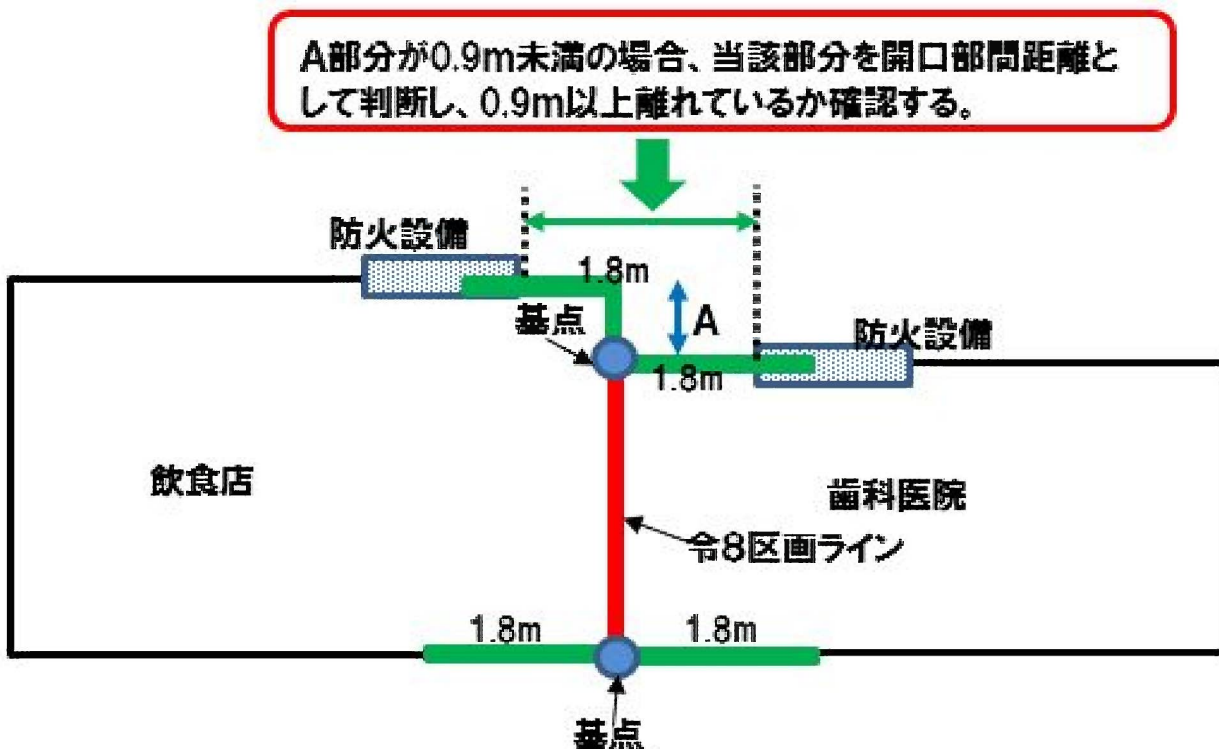 A部分が0.9m未満の場合、当該部分を開口部間距離と
して判断し、0.9m以上離れているか確認する。
防火設備
1.8m
基点
A
防火設備
1.8m
飲食店
歯科医院
令8区画ライン
1.8m
1.8m
基点